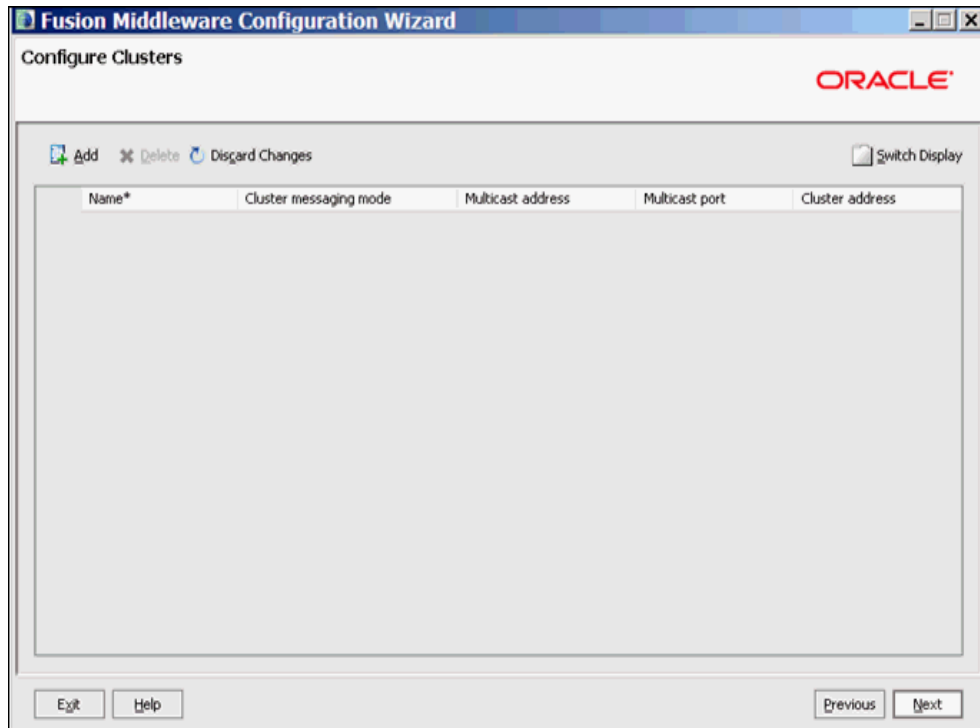 Fusion Middleware Configuration Wizard
Configure Clusters
ORACLE
Add Delete Discard Changes Switch Display
Name* Cluster messaging mode Multicast address Multicast port Cluster address
Exit Help Previous Next